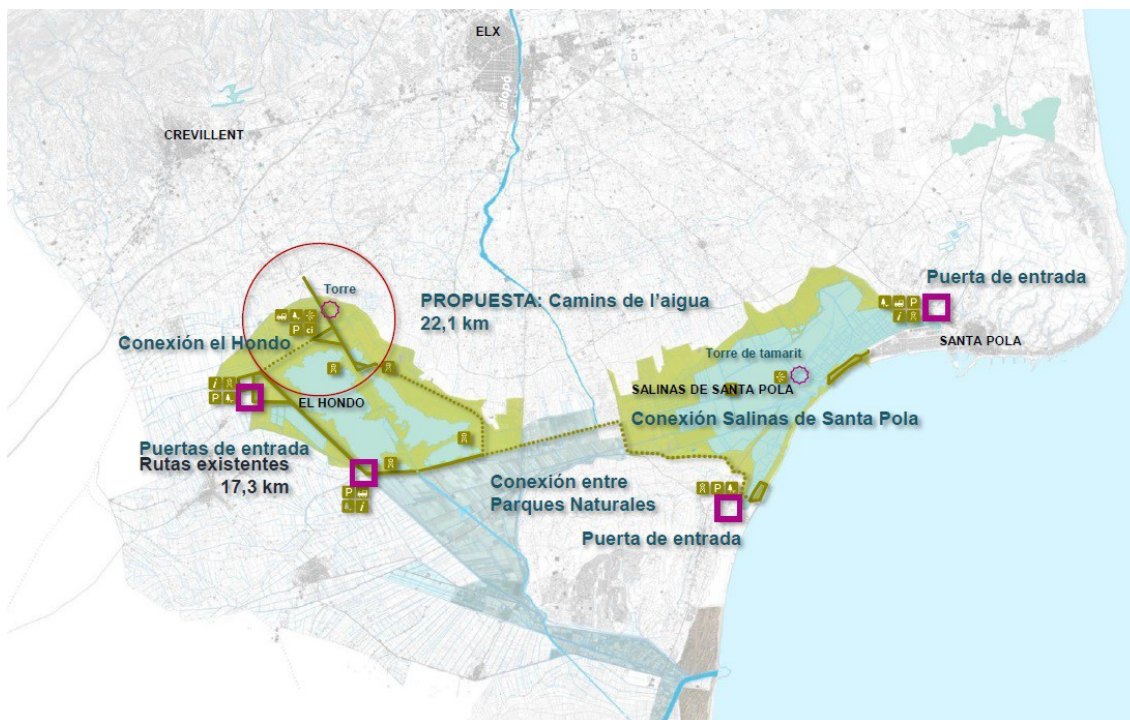 ELX
alopó
CREVILLENT
Puerta de entrada
Torre
PROPUESTA: Camins de l'aigua
22,1 km
SANTA POLA
Conexión el Hondo
Torre de tamarit
SALINAS DE SANTA POLA
EL HONDO
Conexión Salinas de Santa Pola
Puertas de entrada
Rutas existentes
17,3 km
Conexión entre
Parques Naturales
Puerta de entrada